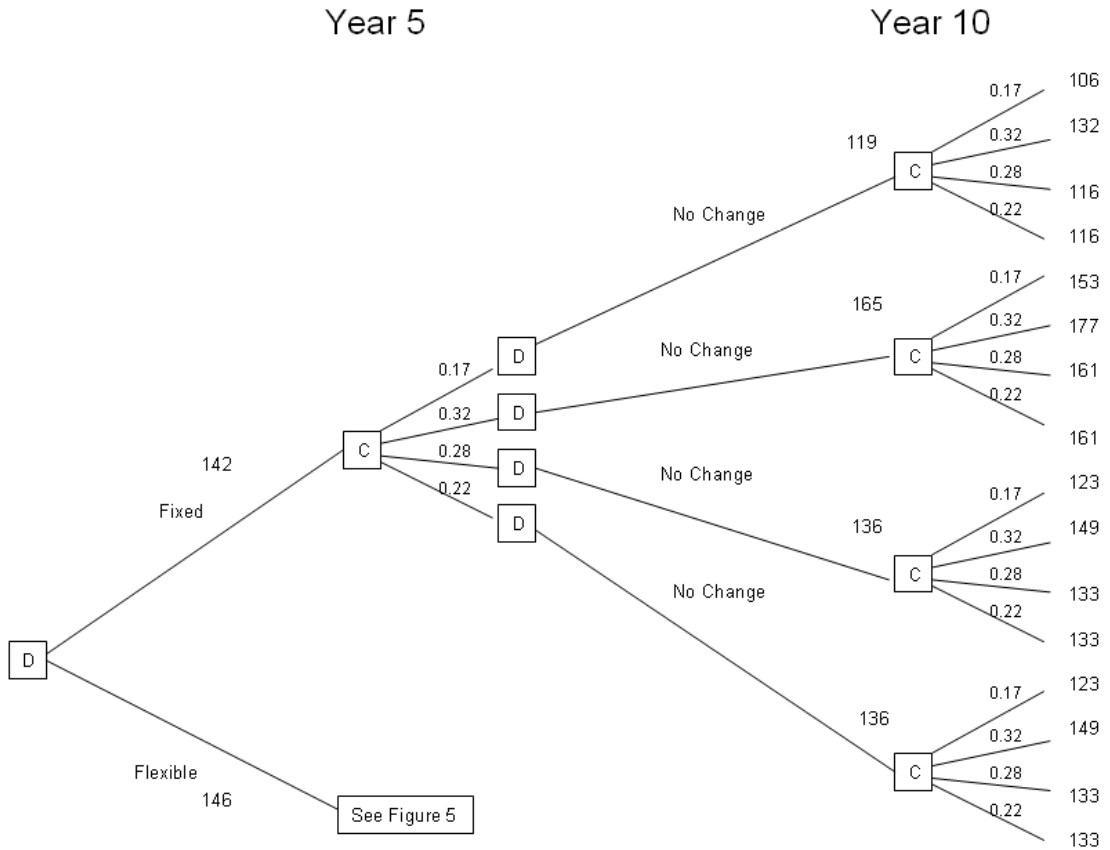 Year 5 Year 10
0.17 106
119 0.32 132
C
0.28 116
No Change 0.22 116
0.17 153
165 0.32 177
No Change D C
0.28 161
0.17 0.22 161
0.32 D
C 0.28 D
142 No Change
0.22 D
Fixed
0.17 123
136 0.32 149
C
No Change 0.28 133
0.22 133
D
0.17 123
136 0.32 149
Flexible C
0.28 133
146 See Figure 5
0.22 133